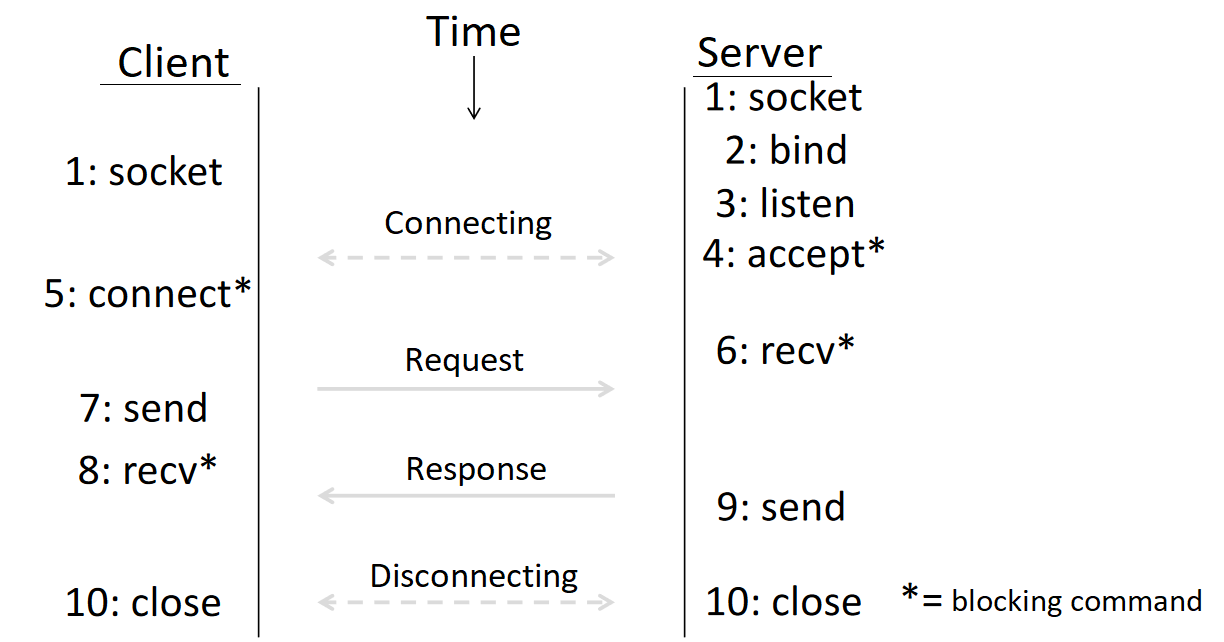 Time
Client
Server
1: socket
2: bind
1: socket
3: listen
Connecting
4: accept*
5: connect*
6: recv*
Request
7: send
8: recv*
Response
9: send
Disconnecting
10: close
10: close
*= blocking command